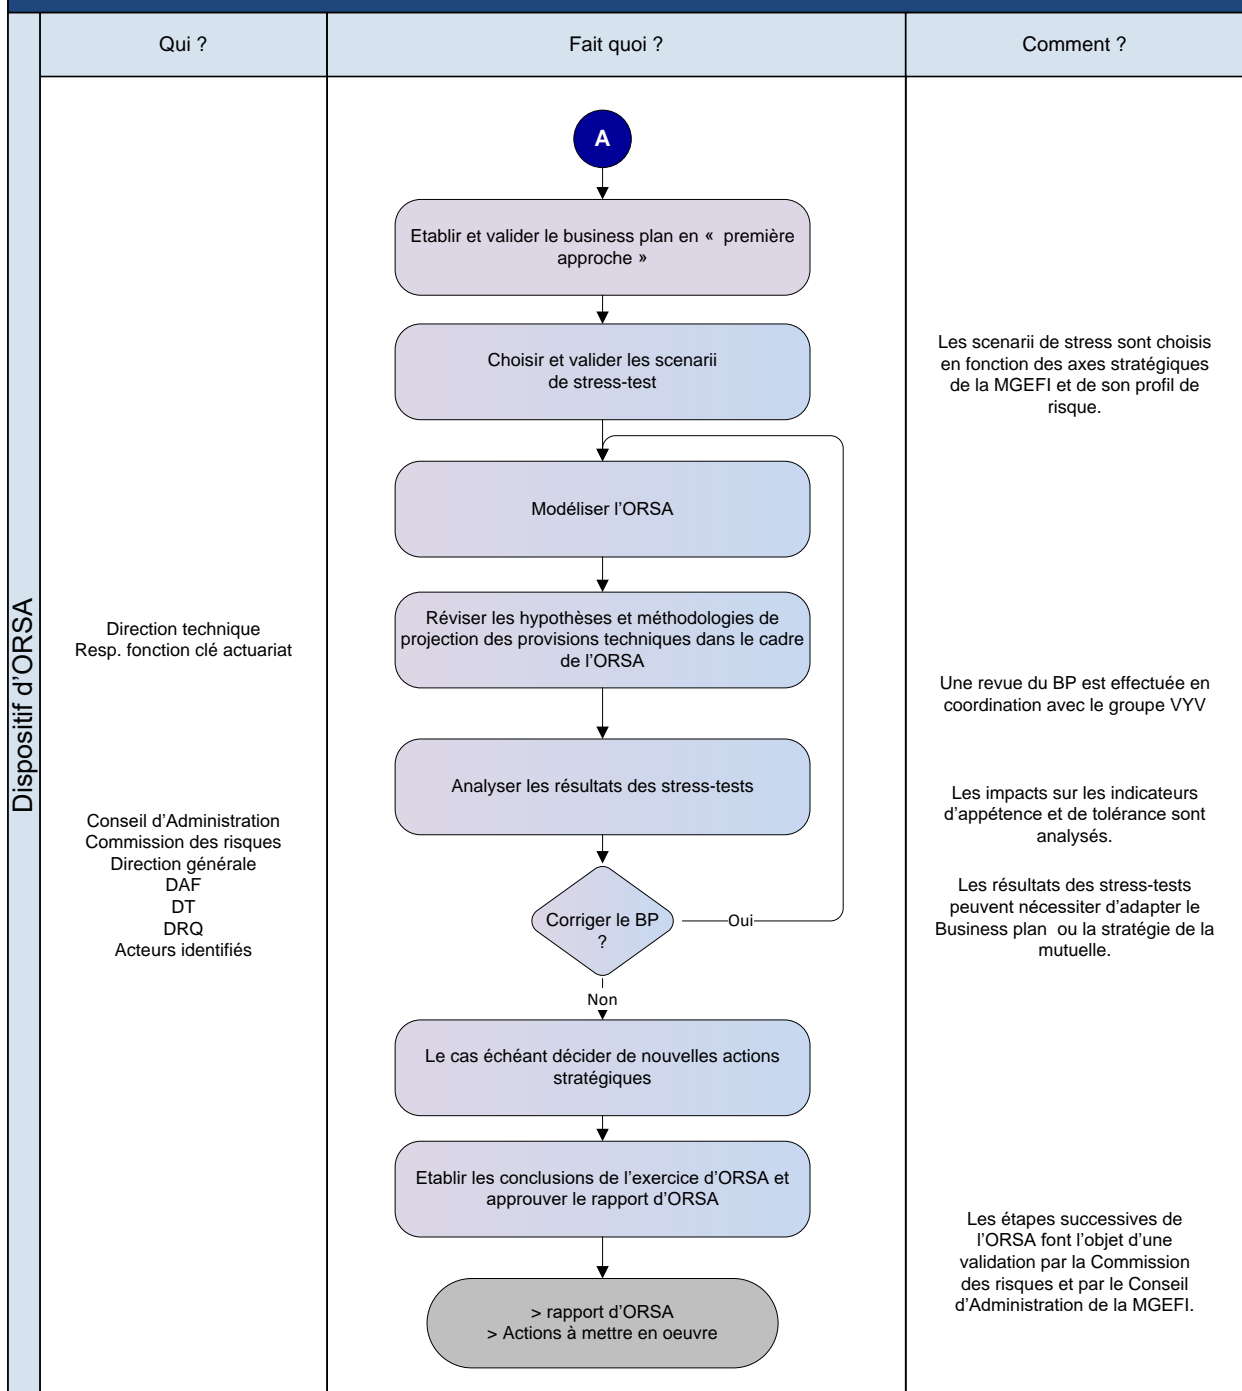 Qui ?
Fait quoi ?
Comment ?
Dispositif d’ORSA
A
Etablir et valider le business plan en «  première
approche »
Choisir et valider les scenarii
de stress-test
Les scenarii de stress sont choisis
en fonction des axes stratégiques
de la MGEFI et de son profil de
risque.
Modéliser l’ORSA
Direction technique
Resp. fonction clé actuariat
Réviser les hypothèses et méthodologies de
projection des provisions techniques dans le cadre
de l’ORSA
Une revue du BP est effectuée en
coordination avec le groupe VYV
Analyser les résultats des stress-tests
Les impacts sur les indicateurs
d’appétence et de tolérance sont
analysés.
Conseil d’Administration
Commission des risques
Direction générale
DAF
DT
DRQ
Acteurs identifiés
Corriger le BP
?
Oui
Non
Les résultats des stress-tests
peuvent nécessiter d’adapter le
Business plan  ou la stratégie de la
mutuelle.
Le cas échéant décider de nouvelles actions
stratégiques
Etablir les conclusions de l’exercice d’ORSA et
approuver le rapport d’ORSA
Les étapes successives de
l’ORSA font l’objet d’une
validation par la Commission
des risques et par le Conseil
d’Administration de la MGEFI.
> rapport d’ORSA
> Actions à mettre en oeuvre